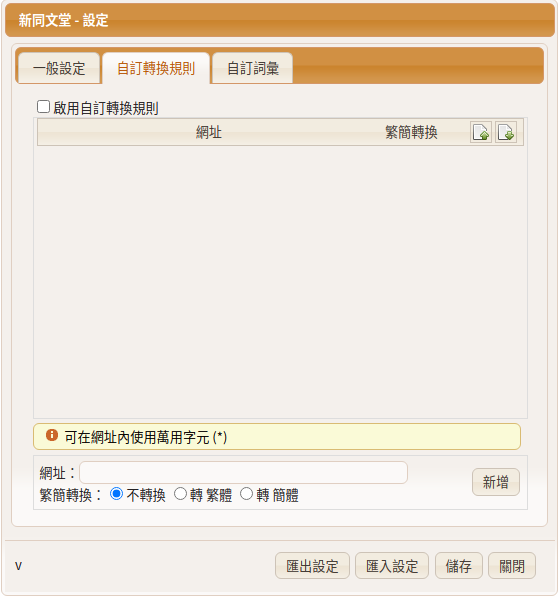 新同文堂 - 設定
一般設定 自訂轉換規則 自訂詞彙
啟用自訂轉換規則
網址 繁簡轉換
可在網址內使用萬用字元 (*)
網址：
繁簡轉換： 不轉換 轉 繁體 轉 簡體
新增
v 匯出設定 匯入設定 儲存 關閉